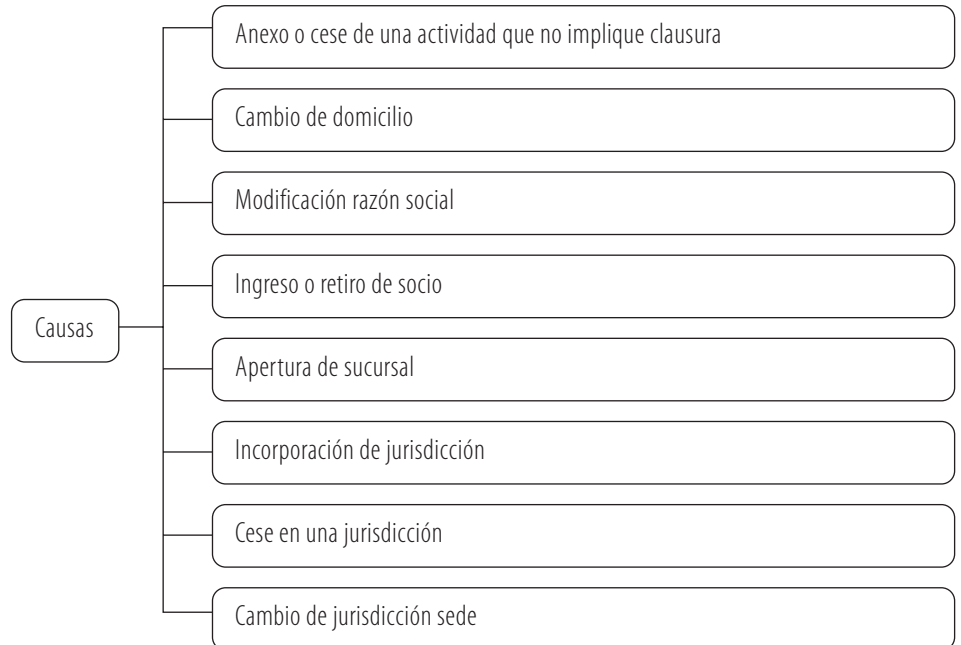 Anexo o cese de una actividad que no implique clausura
Cambio de domicilio
Modificación razón social
Ingreso o retiro de socio
Causas
Apertura de sucursal
Incorporación de jurisdicción
Cese en una jurisdicción
Cambio de jurisdicción sede